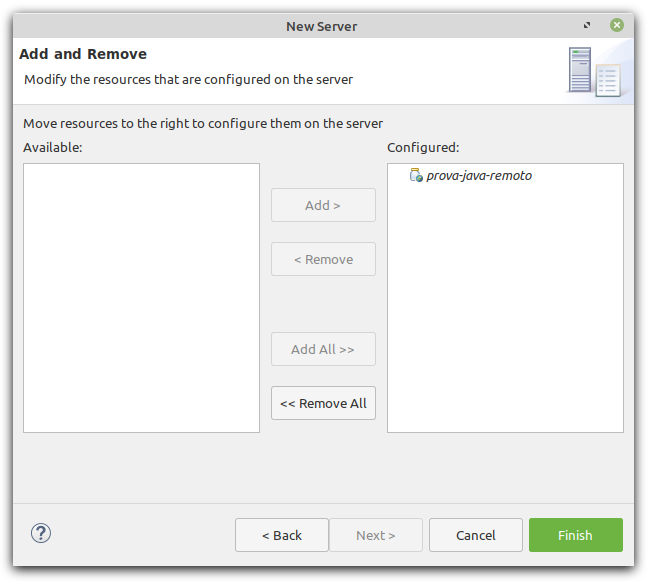 New Server
Add and Remove
Modify the resources that are configured on the server
Move resources to the right to configure them on the server
Available:
Configured:
prova-java-remoto
Add >
< Remove
Add All >>
<< Remove All
?
< Back
Next >
Cancel
Finish